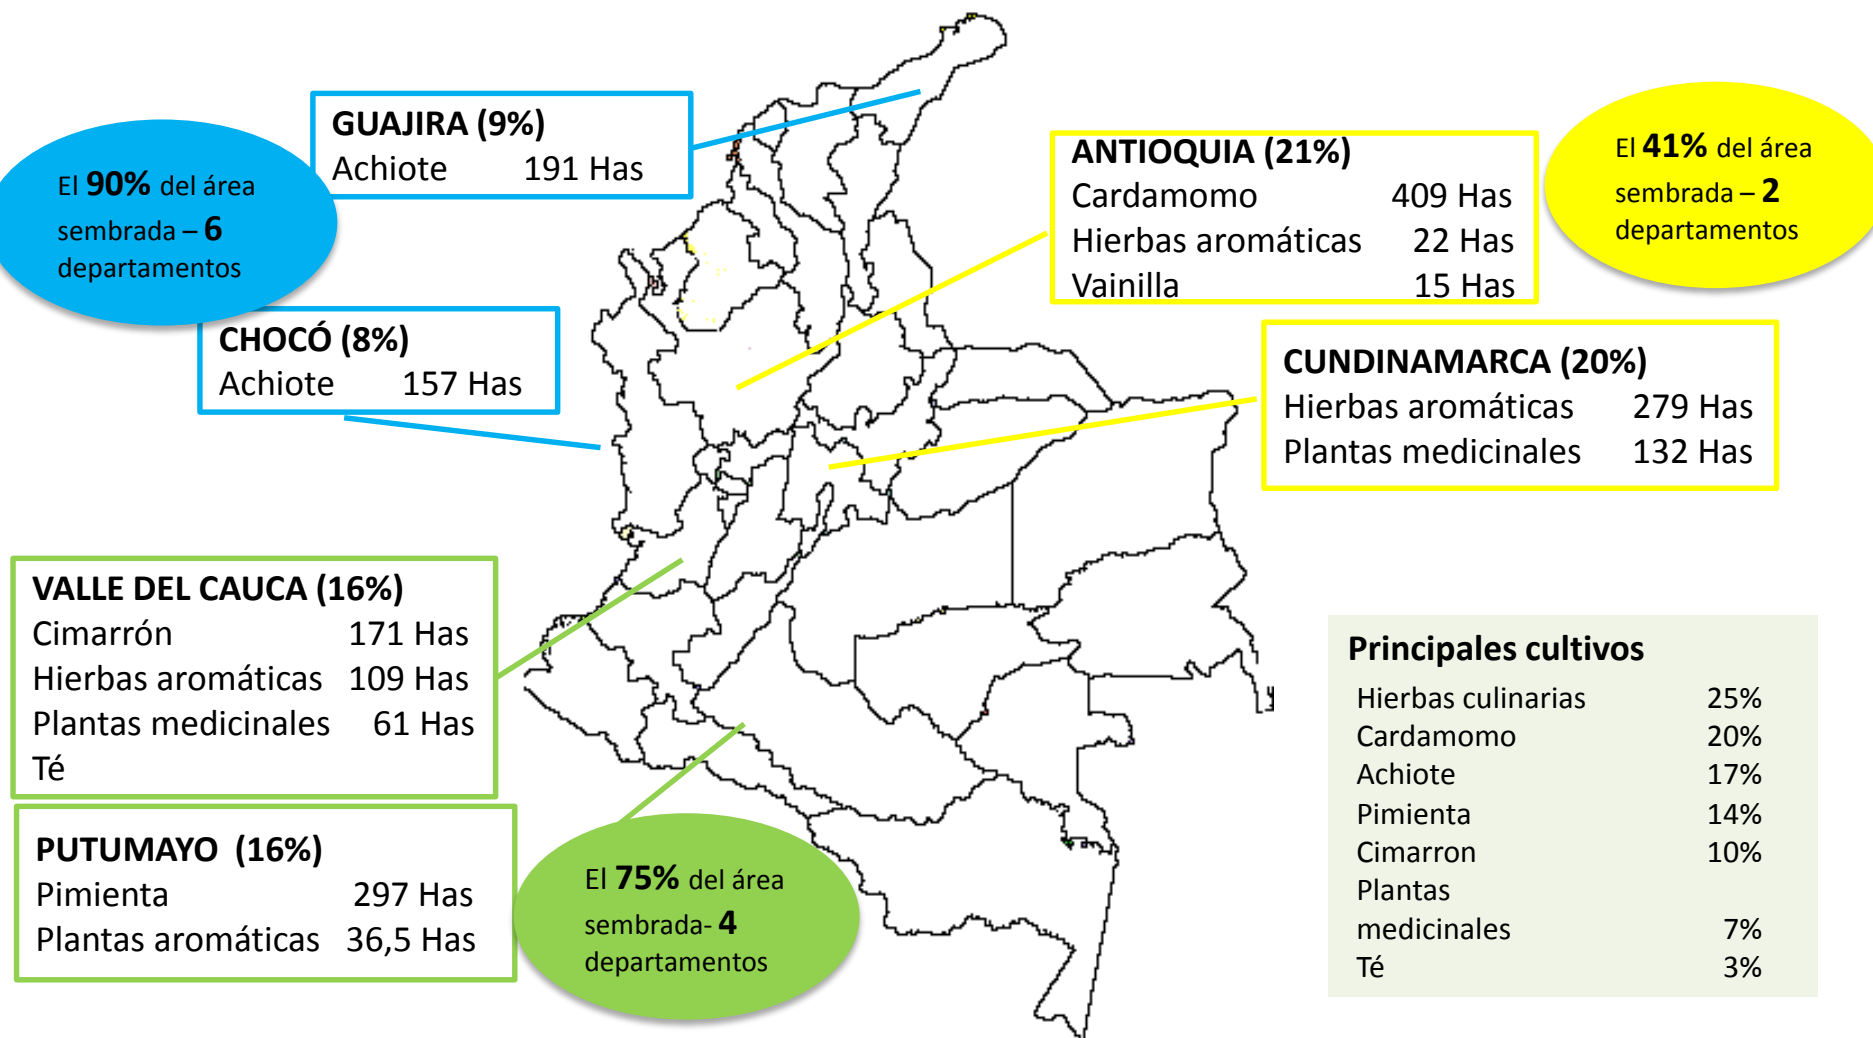 GUAJIRA (9%)
Achiote 191 Has
El 90% del área
sembrada – 6
departamentos
CHOCÓ (8%)
Achiote 157 Has
ANTIOQUIA (21%)
Cardamomo 409 Has
Hierbas aromáticas 22 Has
Vainilla 15 Has
El 41% del área
sembrada – 2
departamentos
CUNDINAMARCA (20%)
Hierbas aromáticas 279 Has
Plantas medicinales 132 Has
VALLE DEL CAUCA (16%)
Cimarrón 171 Has
Hierbas aromáticas 109 Has
Plantas medicinales 61 Has
Té
PUTUMAYO (16%)
Pimienta 297 Has
Plantas aromáticas 36,5 Has
El 75% del área
sembrada- 4
departamentos
Principales cultivos
Hierbas culinarias 25%
Cardamomo 20%
Achiote 17%
Pimienta 14%
Cimarron 10%
Plantas
medicinales 7%
Té 3%